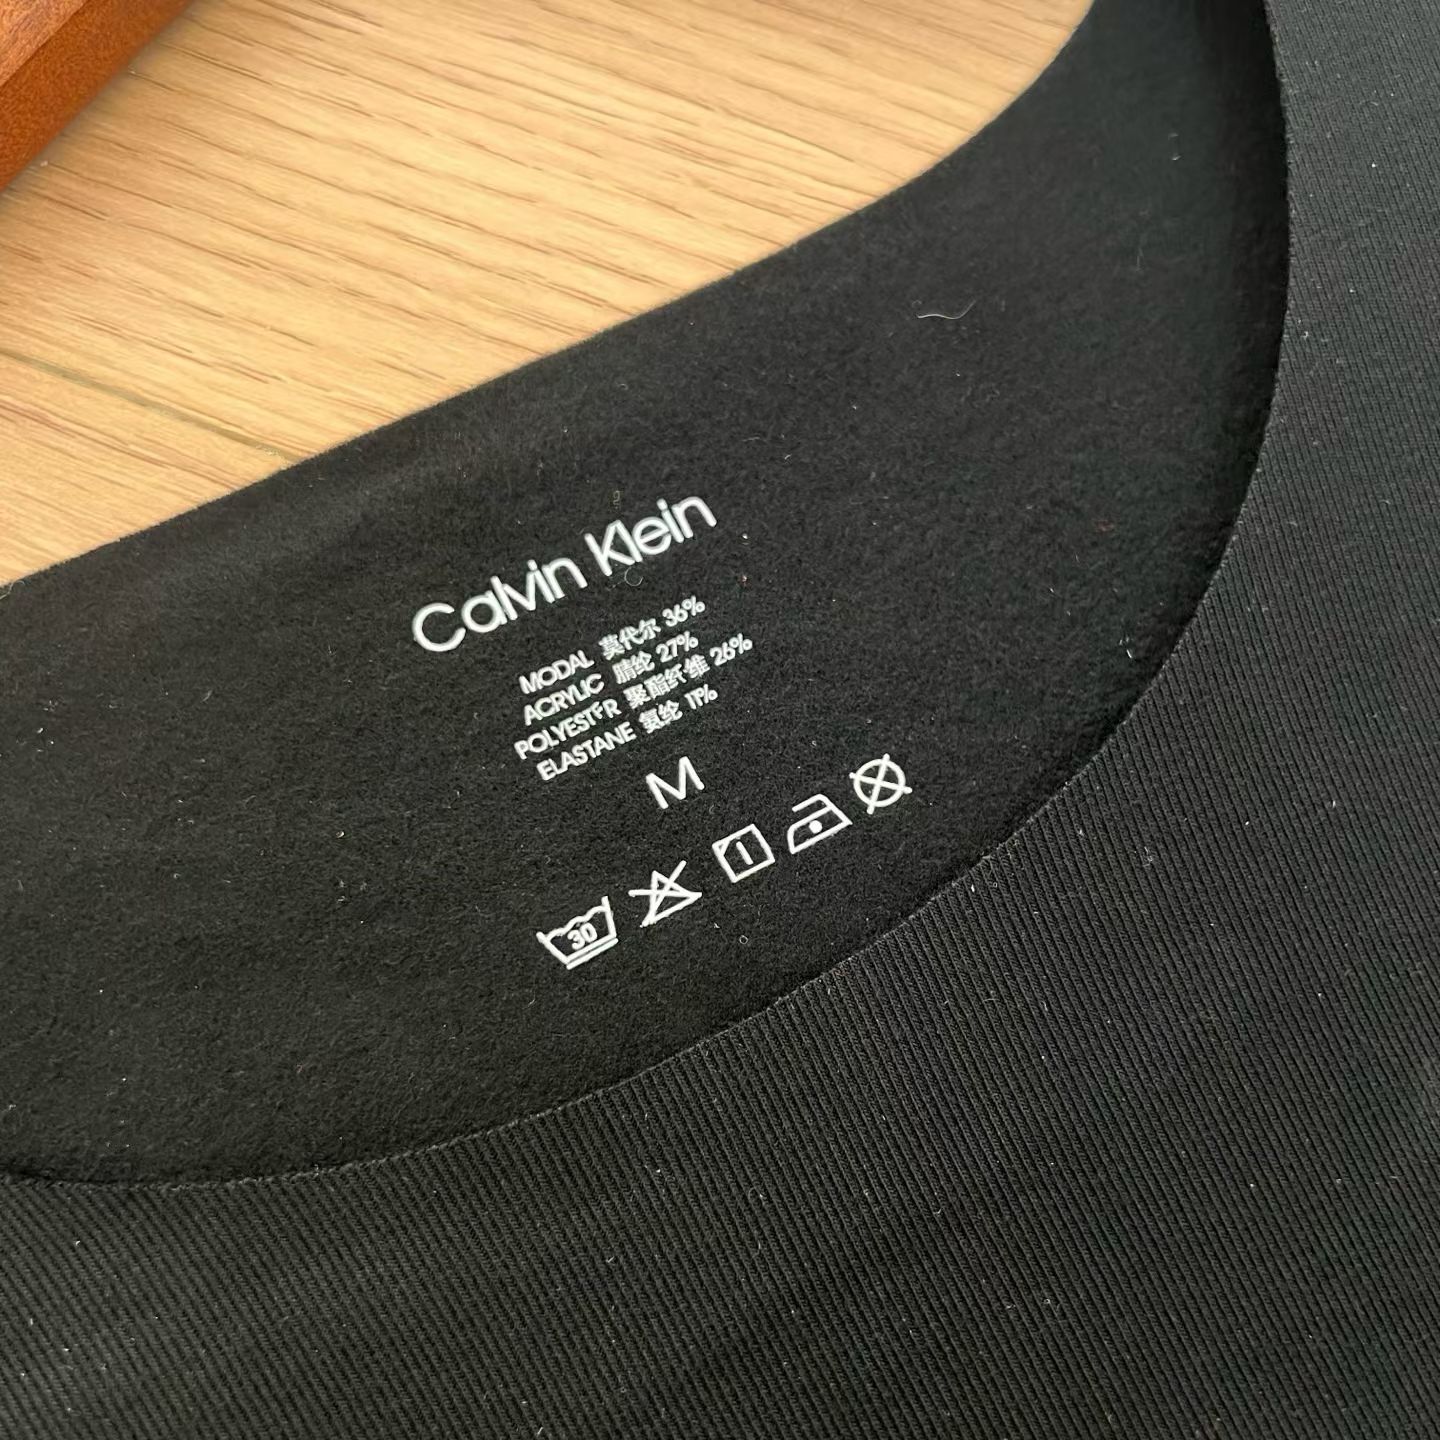 Calvin Klein
MODAL 莫代尔 36%
ACRYLIC 腈纶 27%
POLYESTER 聚酯纤维 26%
ELASTANE 氨纶 11%
M
30